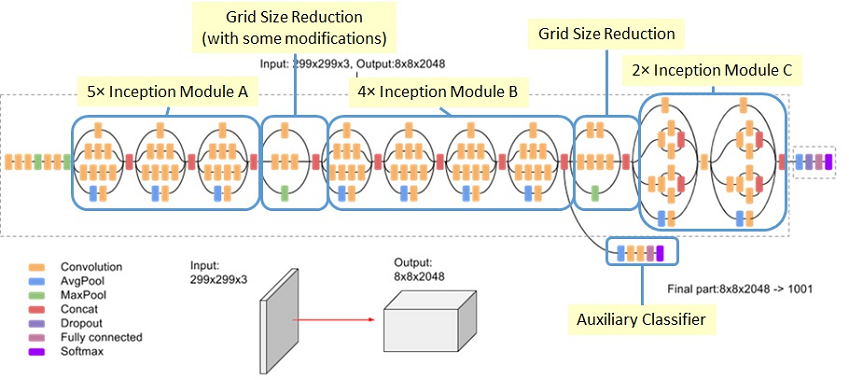 Grid Size Reduction
(with some modifications)
Grid Size Reduction
Input: 299x299x3, Output:8x8x2048
5× Inception Module A
4× Inception Module B
2× Inception Module C
Convolution
AvgPool
MaxPool
Concat
Dropout
Fully connected
Softmax
Input:
299x299x3
Output:
8x8x2048
Final part:8x8x2048 -> 1001
Auxiliary Classifier